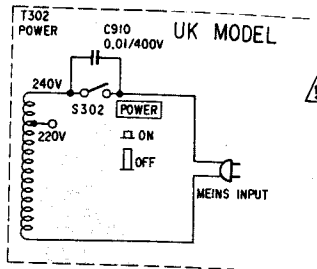 T302
POWER
C910
0.01/400V
UK MODEL
240V
S302
POWER
220V
ON
OFF
MEINS INPUT